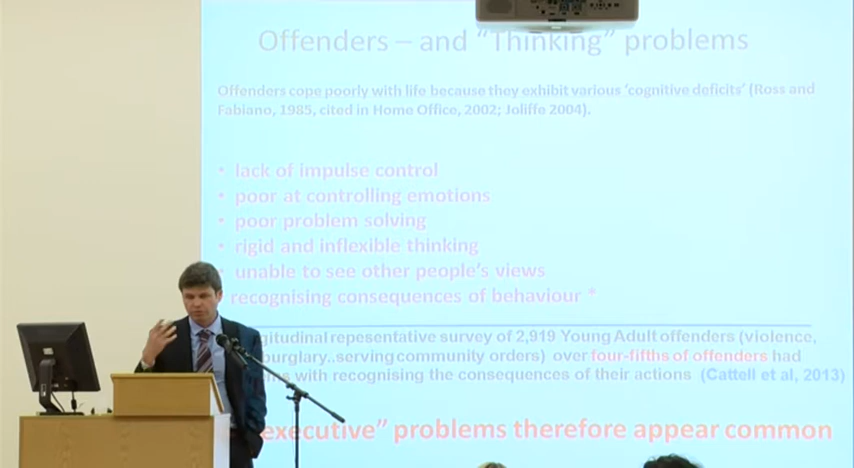 Offenders – and “Thinking” problems
Offenders cope poorly with life because they exhibit various ‘cognitive deficits’ (Ross and
Fabiano, 1985, cited in Home Office, 2002; Joliffe 2004).
• lack of impulse control
• poor at controlling emotions
• poor problem solving
• rigid and inflexible thinking
• unable to see other people’s views
recognising consequences of behaviour *
representative survey of 2,919 Young Adult offenders (violence,
serving community orders) over four-fifths of offenders had
with recognising the consequences of their actions (Cattell et al, 2013)
executive” problems therefore appear common